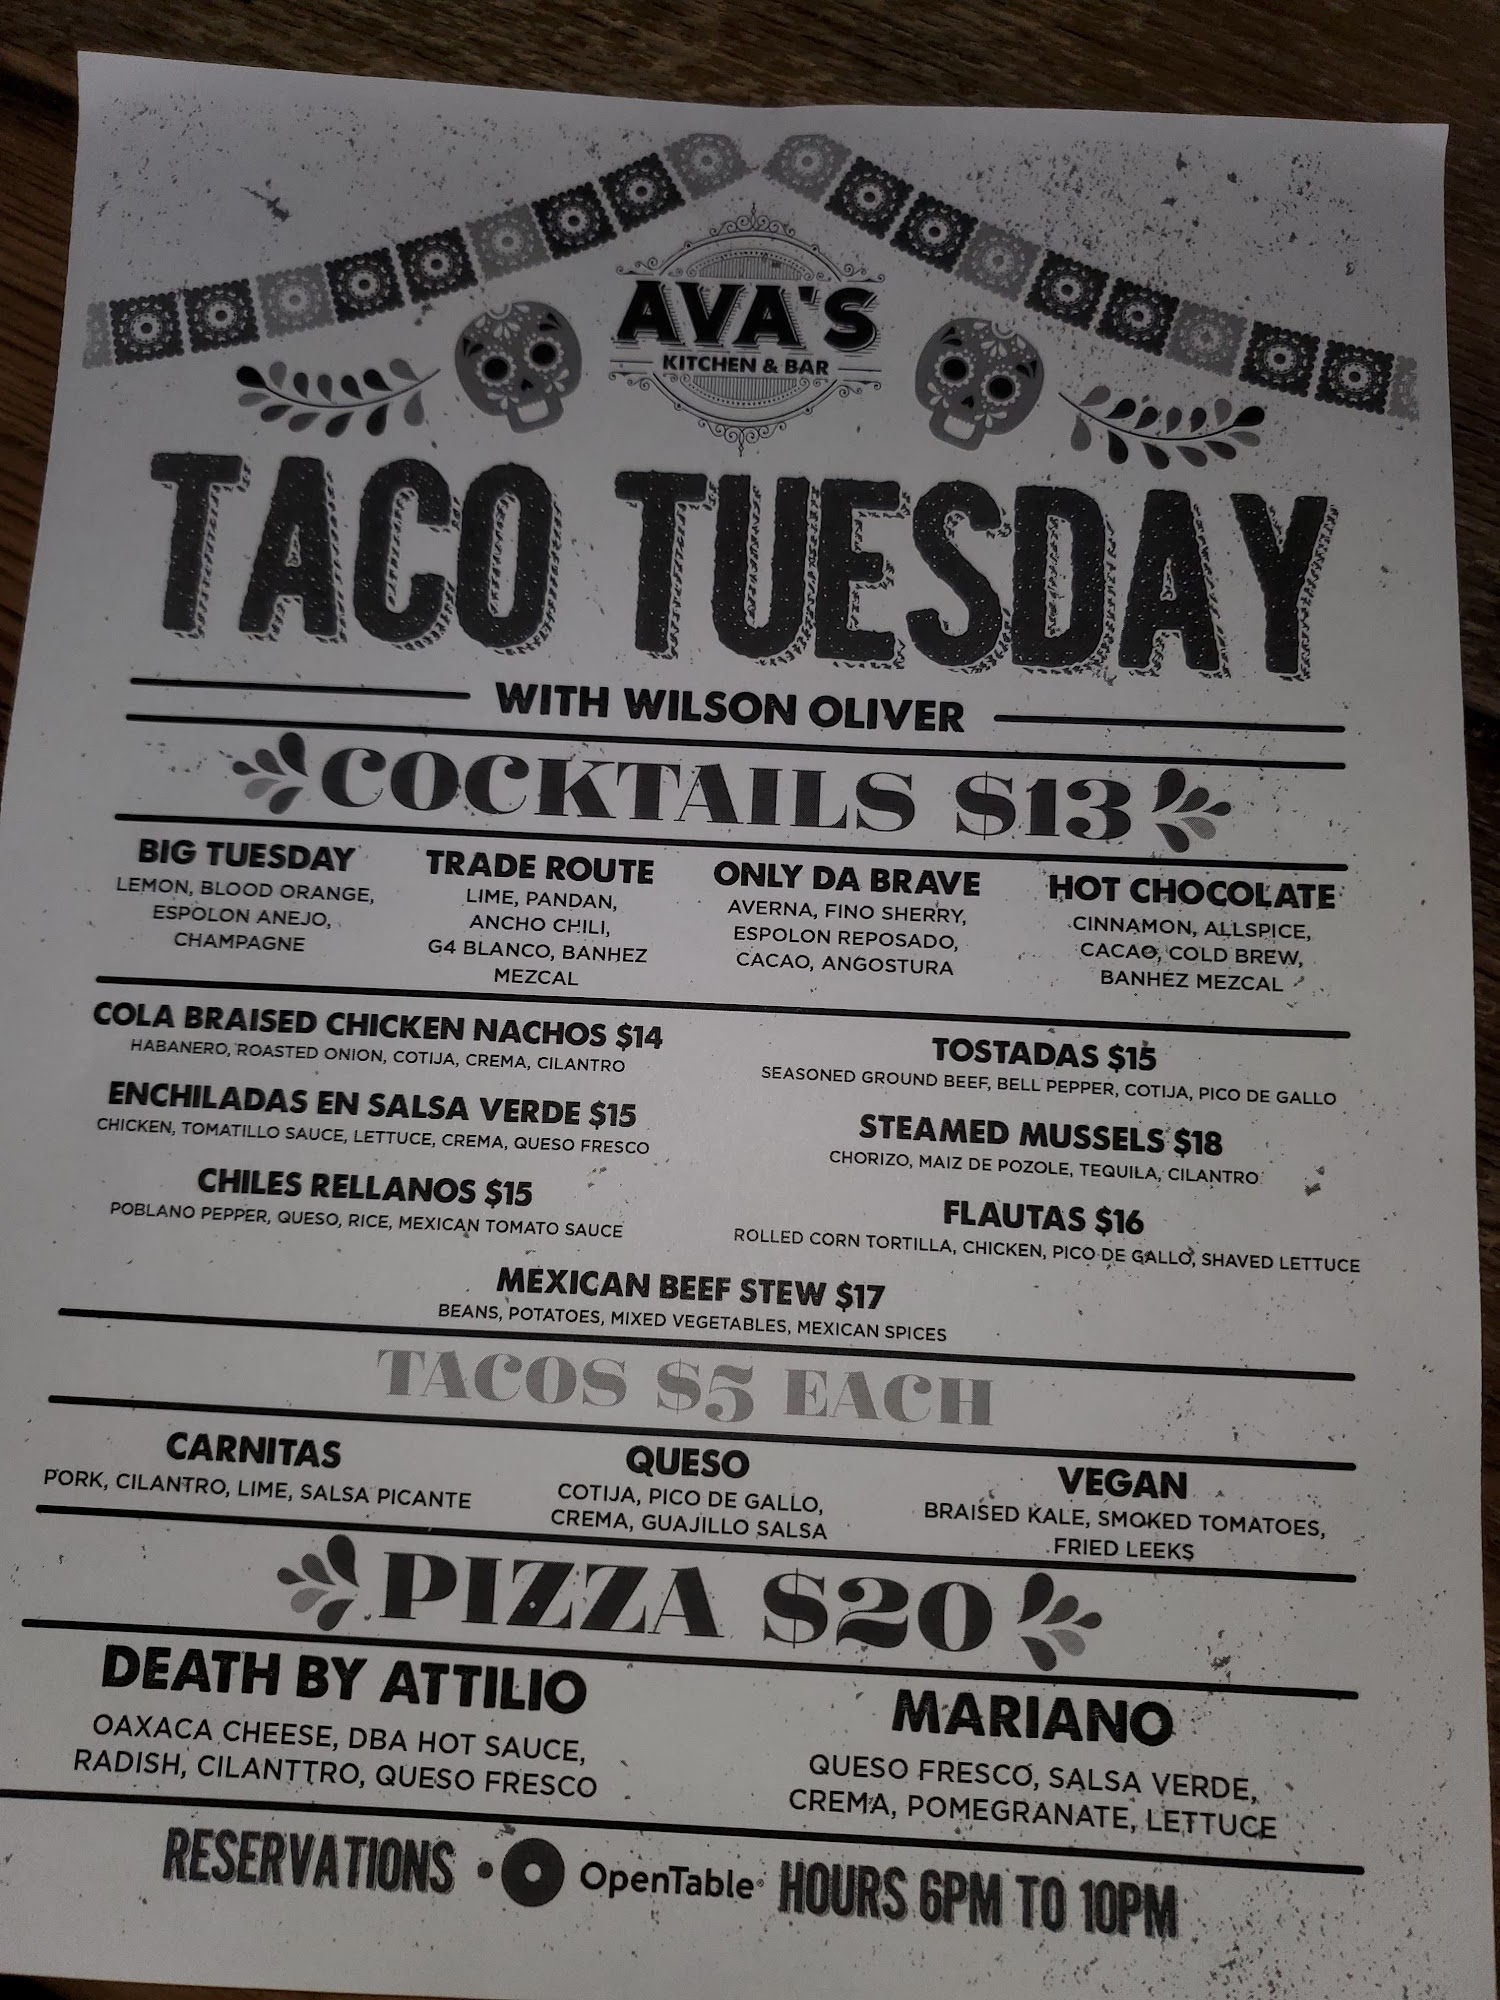 AVA'S
KITCHEN & BAR
TACO TUESDAY
WITH WILSON OLIVER
COCKTAILS $13
BIG TUESDAY
LEMON, BLOOD ORANGE,
ESPOLON ANEJO,
CHAMPAGNE
TRADE ROUTE
LIME, PANDAN,
ANCHO CHILI,
G4 BLANCO, BANHEZ
MEZCAL
ONLY DA BRAVE
AVERNA, FINO SHERRY,
ESPOLON REPOSADO,
CACAO, ANGOSTURA
HOT CHOCOLATE
CINNAMON, ALLSPICE,
CACAO, COLD BREW,
BANHEZ MEZCAL
COLA BRAISED CHICKEN NACHOS $14
HABANERO, ROASTED ONION, COTIJA, CREMA, CILANTRO
ENCHILADAS EN SALSA VERDE $15
CHICKEN, TOMATILLO SAUCE, LETTUCE, CREMA, QUESO FRESCO
CHILES RELLANOS $15
POBLANO PEPPER, QUESO, RICE, MEXICAN TOMATO SAUCE
TOSTADAS $15
SEASONED GROUND BEEF, BELL PEPPER, COTIJA, PICO DE GALLO
STEAMED MUSSELS $18
CHORIZO, MAIZ DE POZOLE, TEQUILA, CILANTRO
FLAUTAS $16
ROLLED CORN TORTILLA, CHICKEN, PICO DE GALLO, SHAVED LETTUCE
MEXICAN BEEF STEW $17
BEANS, POTATOES, MIXED VEGETABLES, MEXICAN SPICES
TACOS $5 EACH
CARNITAS
PORK, CILANTRO, LIME, SALSA PICANTE
QUESO
COTIJA, PICO DE GALLO,
CREMA, GUAJILLO SALSA
VEGAN
BRAISED KALE, SMOKED TOMATOES,
FRIED LEEKS
PIZZA $20
DEATH BY ATTILIO
OAXACA CHEESE, DBA HOT SAUCE,
RADISH, CILANTTRO, QUESO FRESCO
MARIANO
QUESO FRESCO, SALSA VERDE,
CREMA, POMEGRANATE, LETTUCE
RESERVATIONS OpenTable® HOURS 6PM TO 10PM